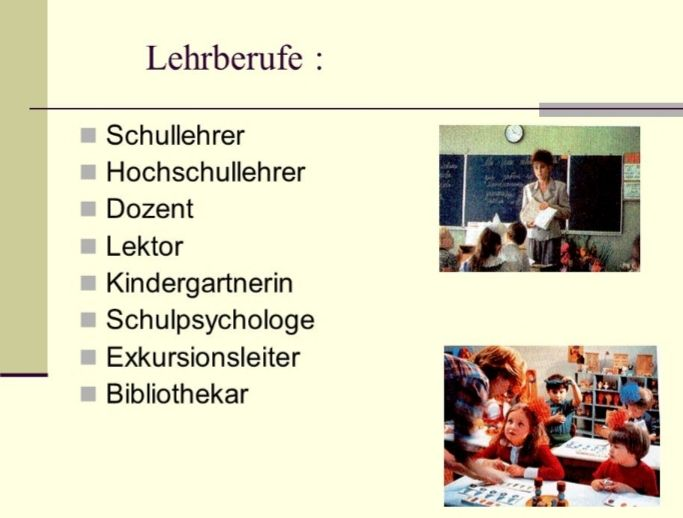 Lehrberufe :
Schullehrer
Hochschullehrer
Dozent
Lektor
Kindergartnerin
Schulpsychologe
Exkursionsleiter
Bibliothekar